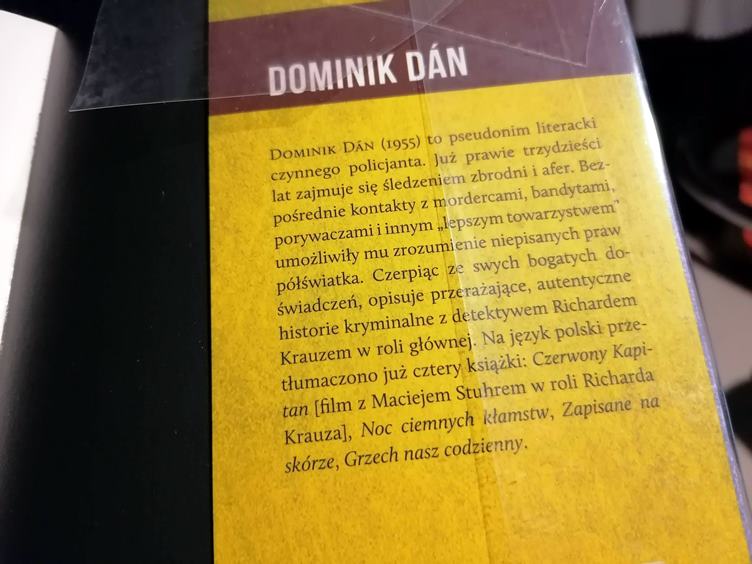 DOMINIK DÁN
DOMINIK DÁN (1955) to pseudonim literacki
czynnego policjanta. Już prawie trzydzieści
lat zajmuje się śledzeniem zbrodni i afer. Bez-
pośrednie kontakty z mordercami, bandytami,
porywaczami i innym „lepszym towarzystwem”
umożliwiły mu zrozumienie niepisanych praw
półświatka. Czerpiąc ze swych bogatych do-
świadczeń, opisuje przerażające, autentyczne
historie kryminalne z detektywem Richardem
Krauzem w roli głównej. Na język polski prze-
tłumaczono już cztery książki: Czerwony Kapi-
tan [film z Maciejem Stuhrem w roli Richarda
Krauza], Noc ciemnych kłamstw, Zapisane na
skórze, Grzech nasz codzienny.